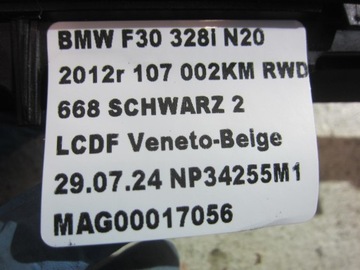 BMW F30 328i N20
2012r 107 002KM RWD
668 SCHWARZ 2
LCDF Veneto-Beige
29.07.24 NP34255M1
MAG00017056